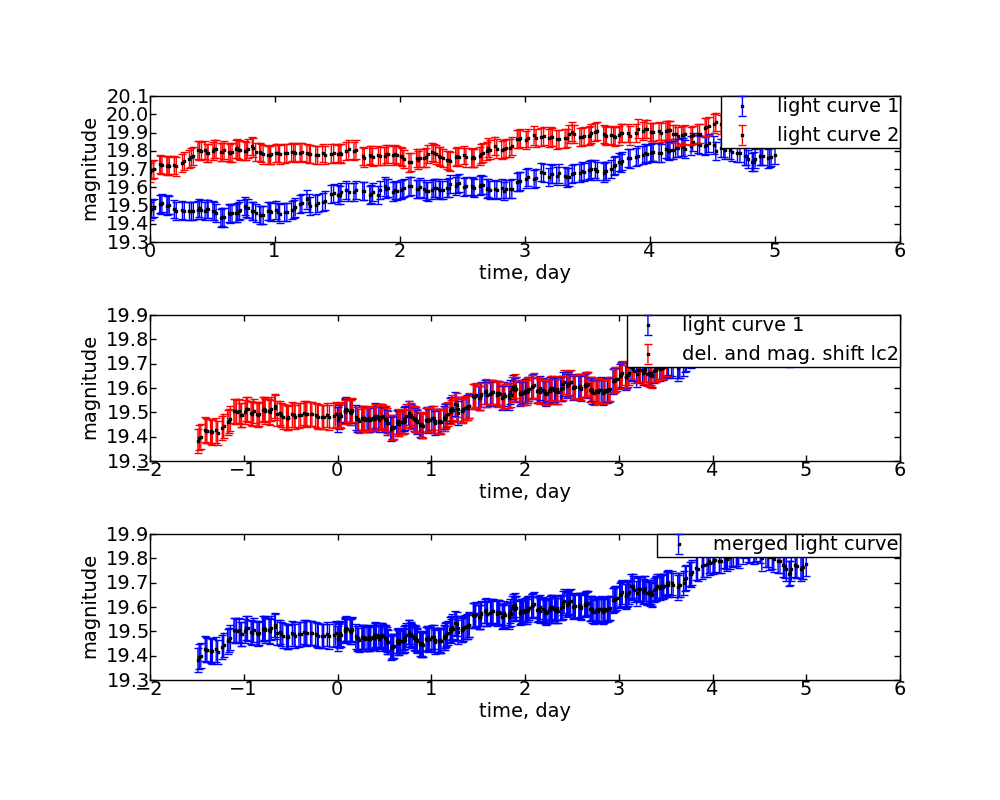 20.1
20.0
19.9
19.8
19.7
19.6
19.5
19.4
19.3
magnitude
light curve 1
light curve 2
0 1 2 3 4 5 6
time, day
19.9
19.8
19.7
19.6
19.5
19.4
19.3
magnitude
light curve 1
del. and mag. shift lc2
−2 −1 0 1 2 3 4 5 6
time, day
19.9
19.8
19.7
19.6
19.5
19.4
19.3
magnitude
merged light curve
−2 −1 0 1 2 3 4 5 6
time, day